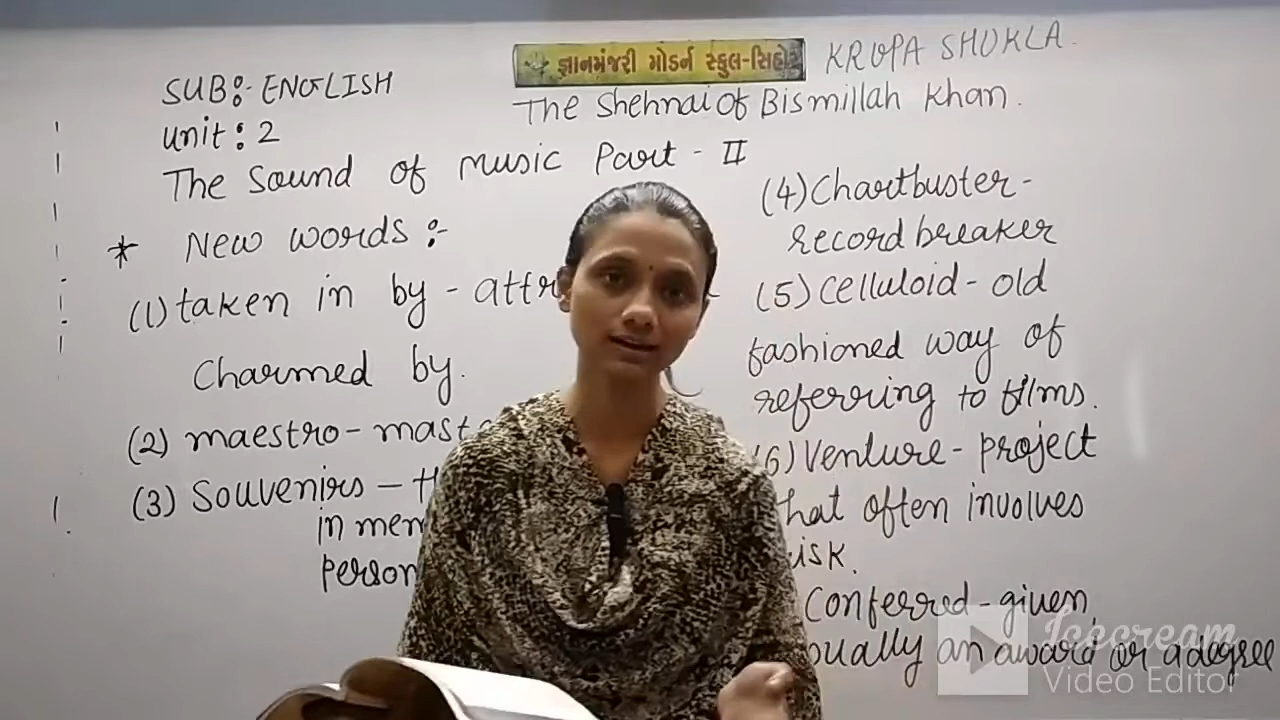 જ્ઞાનમંજરી મોડર્ન સ્કુલ-સિહોર
KRUPA SHUKLA
SUB:- ENGLISH
The Shehnai of Bismillah Khan.
Unit: 2
The Sound of music Part - II
* New words :-
(1) taken in by - attr
Charmed by.
(2) maestro - mast
(3) Souvenirs - th
in mem
person
(4) Chartbuster -
record breaker
(5) Celluloid - old
fashioned way of
referring to films.
6) Venture - project
that often involves
isk.
Conferred - given,
ually an award or a degree
Icecream
Video Editor